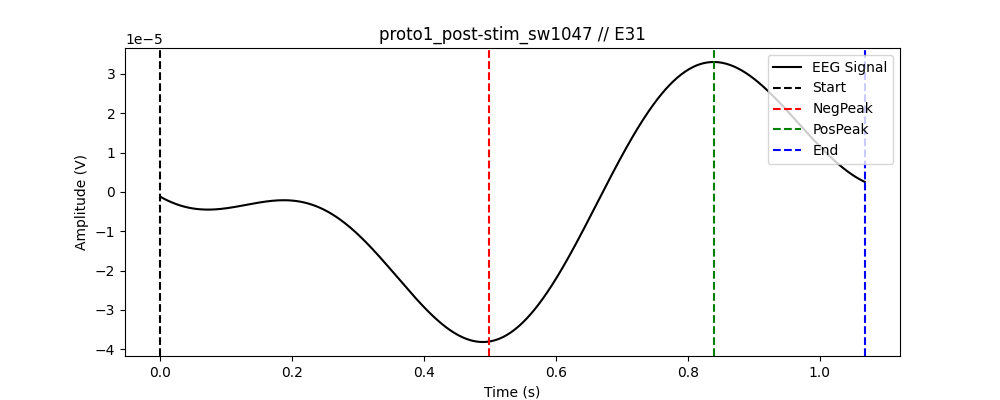 proto1_post-stim_sw1047 // E31
1e−5
3
2
1
0
−1
−2
−3
−4
Amplitude (V)
EEG Signal
Start
NegPeak
PosPeak
End
0.0 0.2 0.4 0.6 0.8 1.0
Time (s)